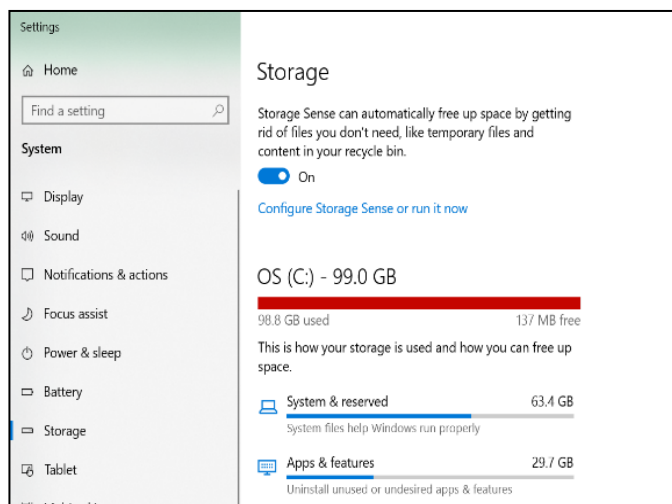 Settings
Home
Find a setting
System
Display
Sound
Notifications & actions
Focus assist
Power & sleep
Battery
Storage
Tablet
Storage
Storage Sense can automatically free up space by getting
rid of files you don't need, like temporary files and
content in your recycle bin.
On
Configure Storage Sense or run it now
OS (C:) - 99.0 GB
98.8 GB used 137 MB free
This is how your storage is used and how you can free up
space.
System & reserved 63.4 GB
System files help Windows run properly
Apps & features 29.7 GB
Uninstall unused or undesired apps & features